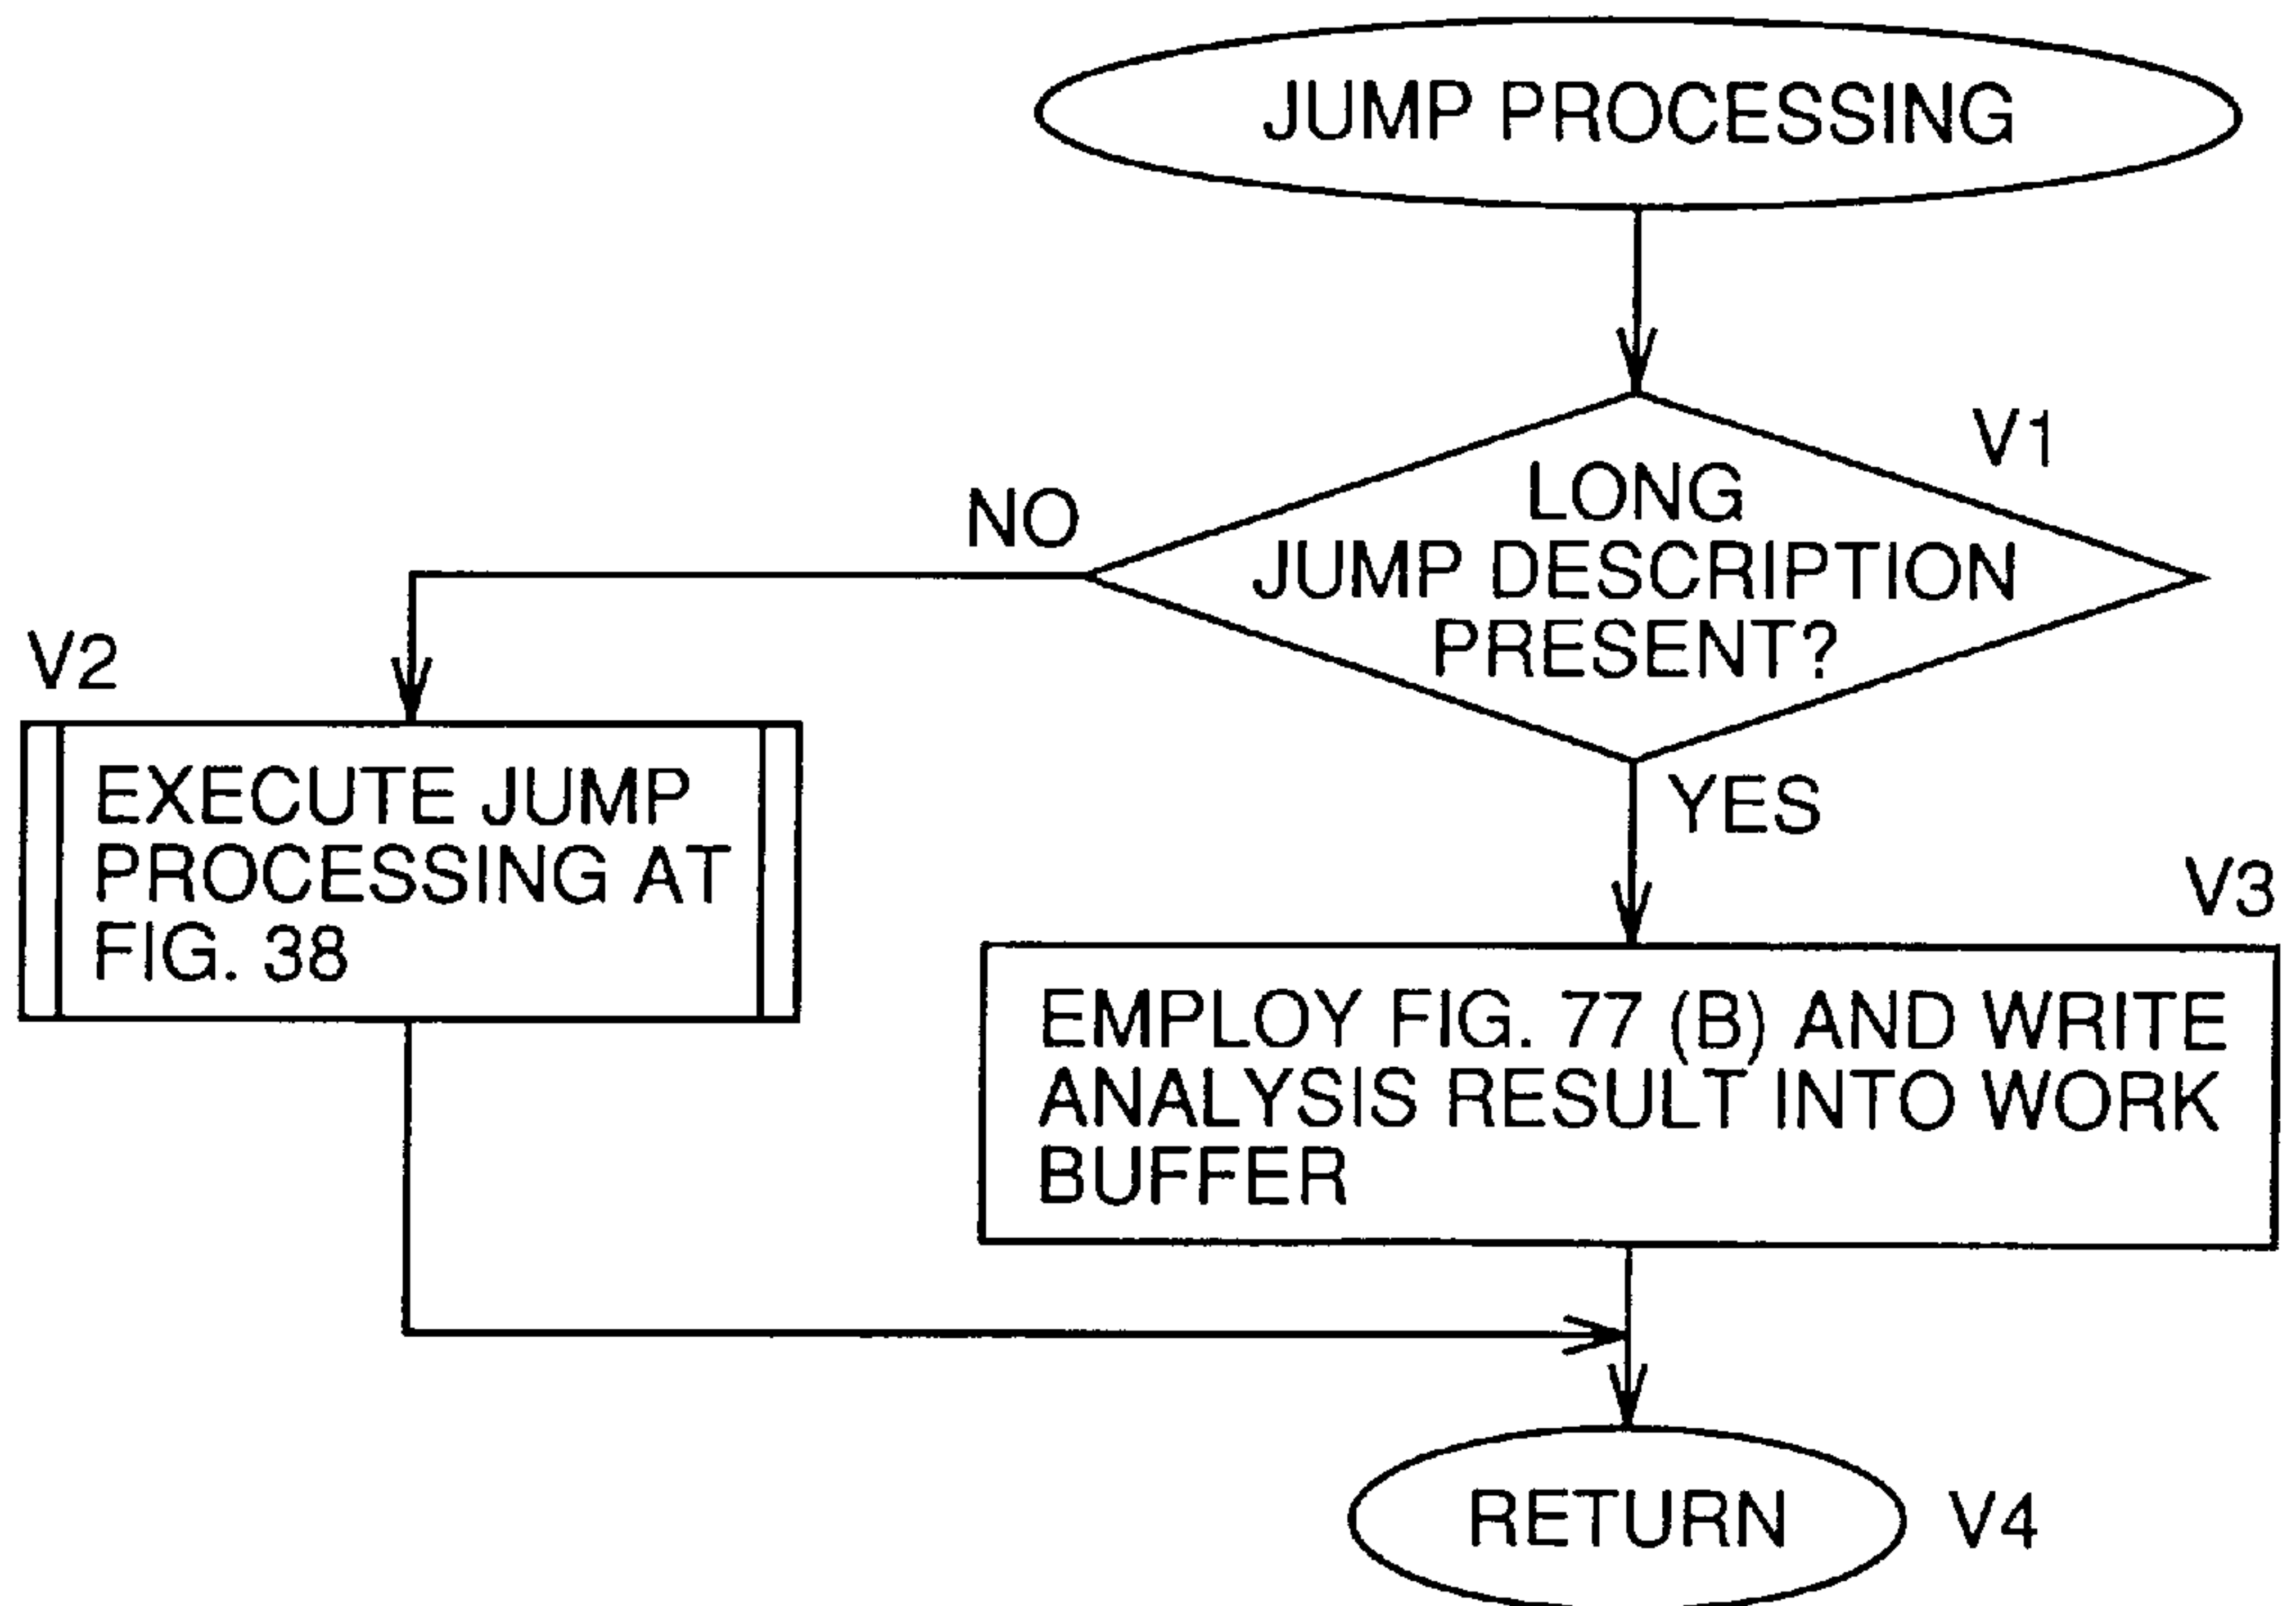 JUMP PROCESSING
V1
LONG
JUMP DESCRIPTION
PRESENT?
NO
YES
V2
EXECUTE JUMP
PROCESSING AT
FIG. 38
V3
EMPLOY FIG. 77 (B) AND WRITE
ANALYSIS RESULT INTO WORK
BUFFER
RETURN
V4